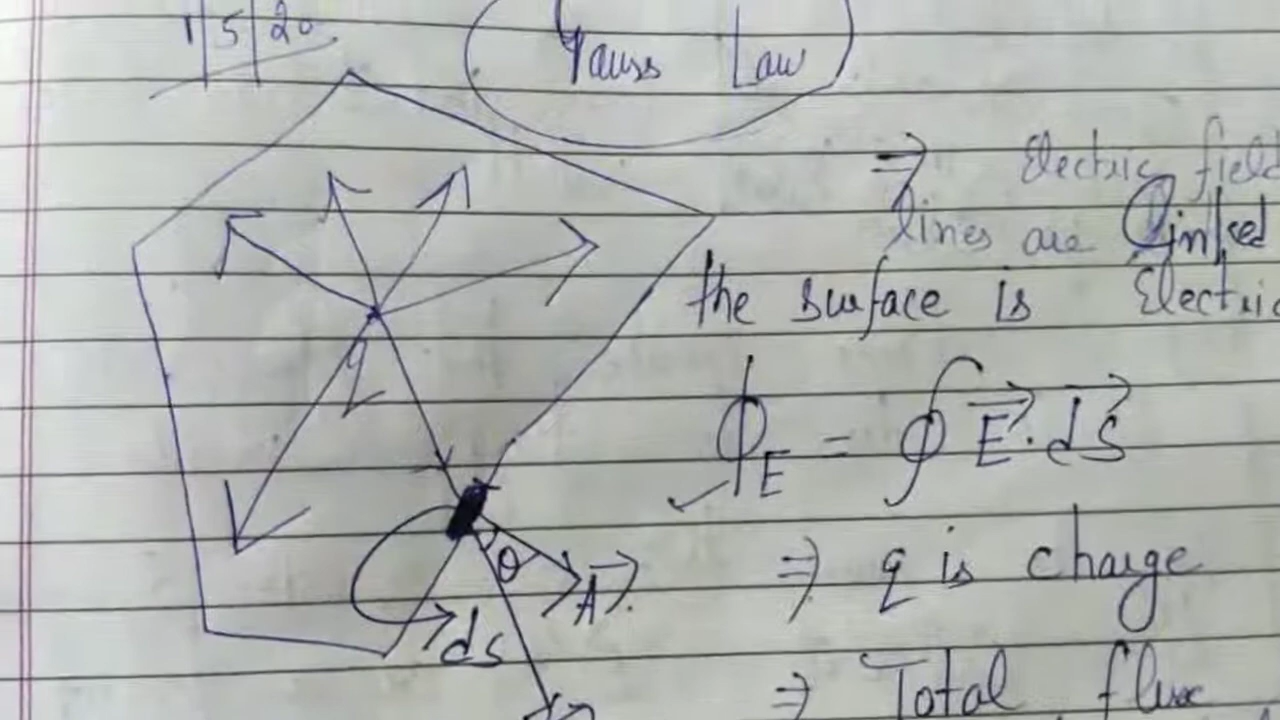 1/5/20
Gauss Law
⇒ Electric field
lines are linked
the surface is Electric
ϕE = ∮ E⃗·dS⃗
⇒ q is charge
⇒ Total flux
q
θ
A⃗
ds